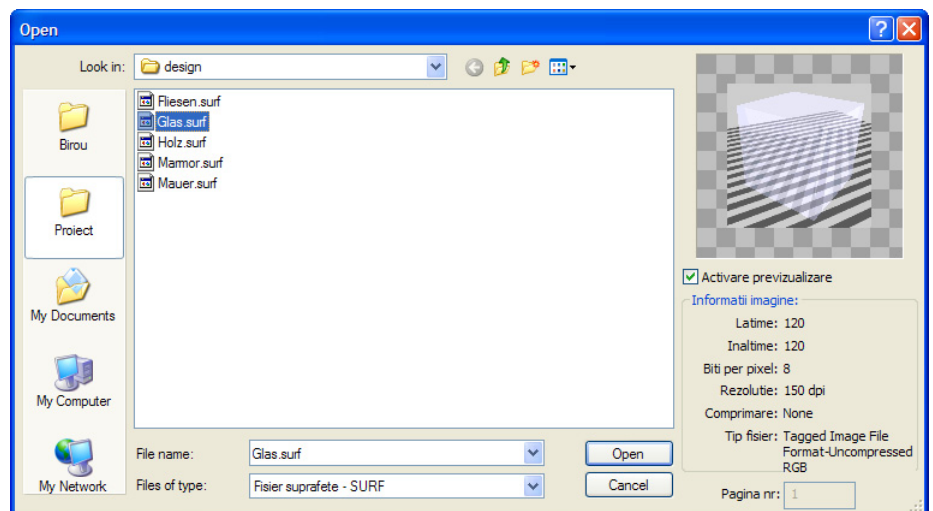 Open
Look in: design
Birou
Proiect
My Documents
My Computer
My Network
Fliesen.surf
Glas.surf
Holz.surf
Marmor.surf
Mauer.surf
File name: Glas.surf
Open
Files of type: Fisier suprafete - SURF
Cancel
Activare previzualizare
Informatii imagine:
Latime: 120
Inaltime: 120
Biti per pixel: 8
Rezolutie: 150 dpi
Comprimare: None
Tip fisier: Tagged Image File
Format-Uncompressed
RGB
Pagina nr: 1